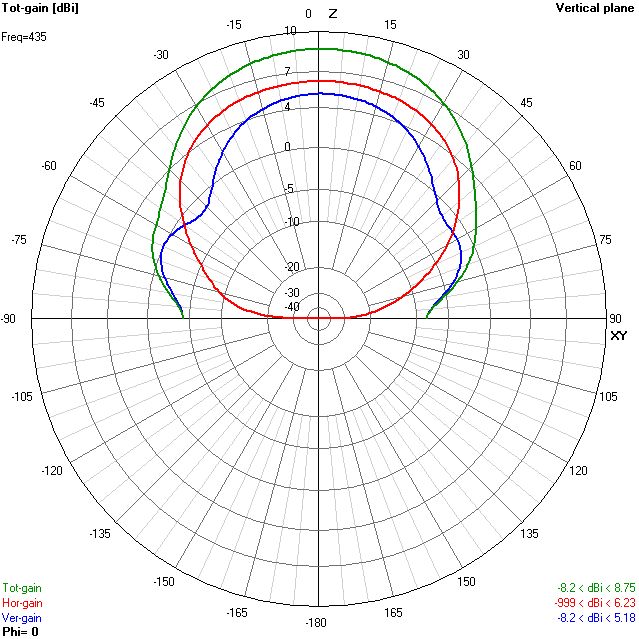 Tot-gain [dBi]
0 Z
Vertical plane
Freq=435
-15
10
15
-30
7
30
-45
4
45
-60
0
60
-5
-75
-10
75
-20
-30
-40
-90
90
XY
-105
105
-120
120
-135
135
-150
150
-165
165
-180
Tot-gain
-8.2 < dBi < 8.75
Hor-gain
-999 < dBi < 6.23
Ver-gain
-8.2 < dBi < 5.18
Phi= 0